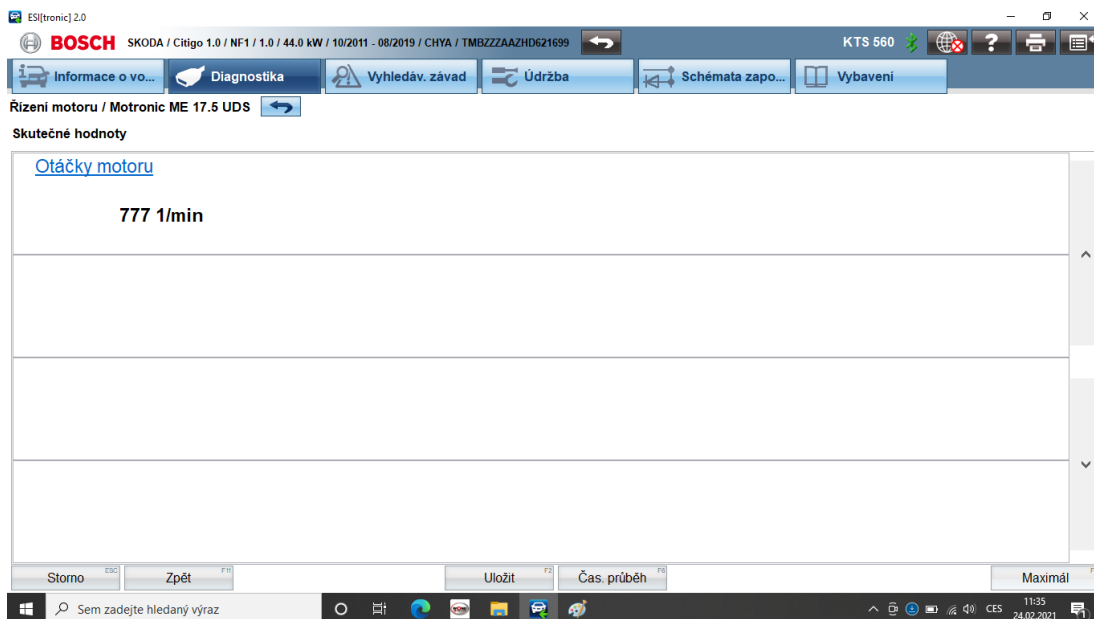 ESI[tronic] 2.0
BOSCH SKODA / Citigo 1.0 / NF1 / 1.0 / 44.0 kW / 10/2011 - 08/2019 / CHYA / TMBZZZAAZHD621699 KTS 560 ?
Informace o vo... Diagnostika Vyhledáv. závad Údržba Schémata zapo... Vybavení
Řízení motoru / Motronic ME 17.5 UDS
Skutečné hodnoty
Otáčky motoru
777 1/min
Storno ESC Zpět F11 Uložit F2 Čas. průběh F6 Maximál F
Sem zadejte hledaný výraz CES 11:35
24.02.2021